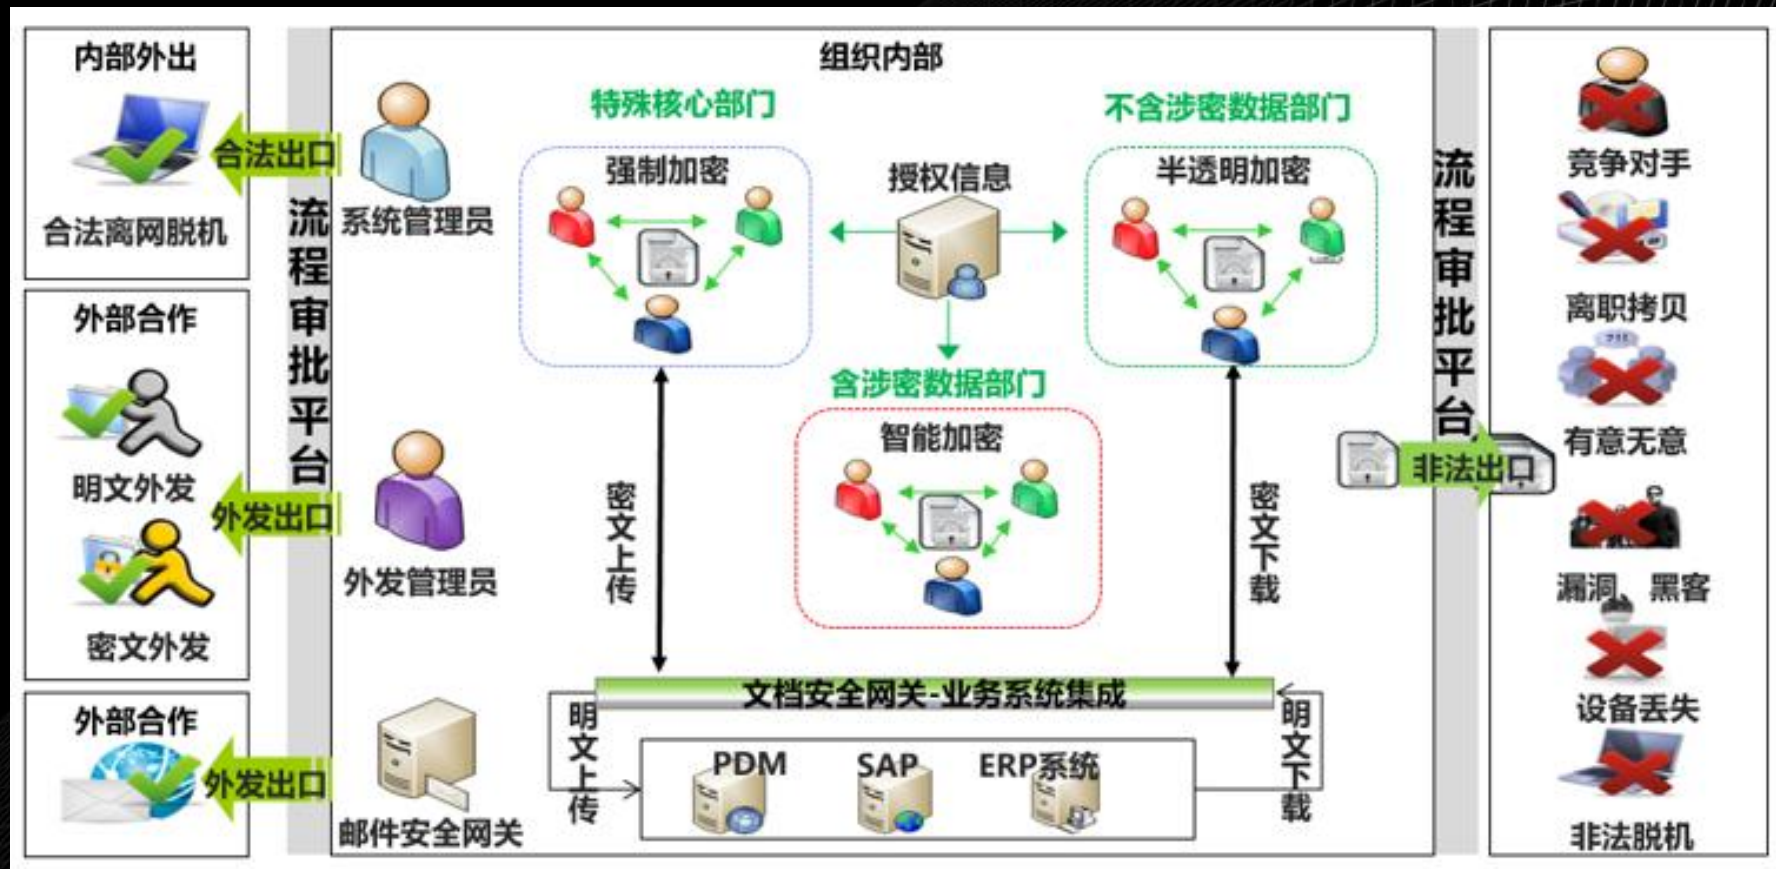 内部外出
合法出口
合法离网脱机
外部合作
明文外发
外发出口
密文外发
外部合作
外发出口
流程审批平台
组织内部
系统管理员
外发管理员
邮件安全网关
特殊核心部门
强制加密
授权信息
不含涉密数据部门
半透明加密
含涉密数据部门
智能加密
密文上传
密文下载
文档安全网关-业务系统集成
明文上传
PDM
SAP
ERP系统
明文下载
流程审批平台
非法出口
竞争对手
离职拷贝
有意无意
漏洞、黑客
设备丢失
非法脱机